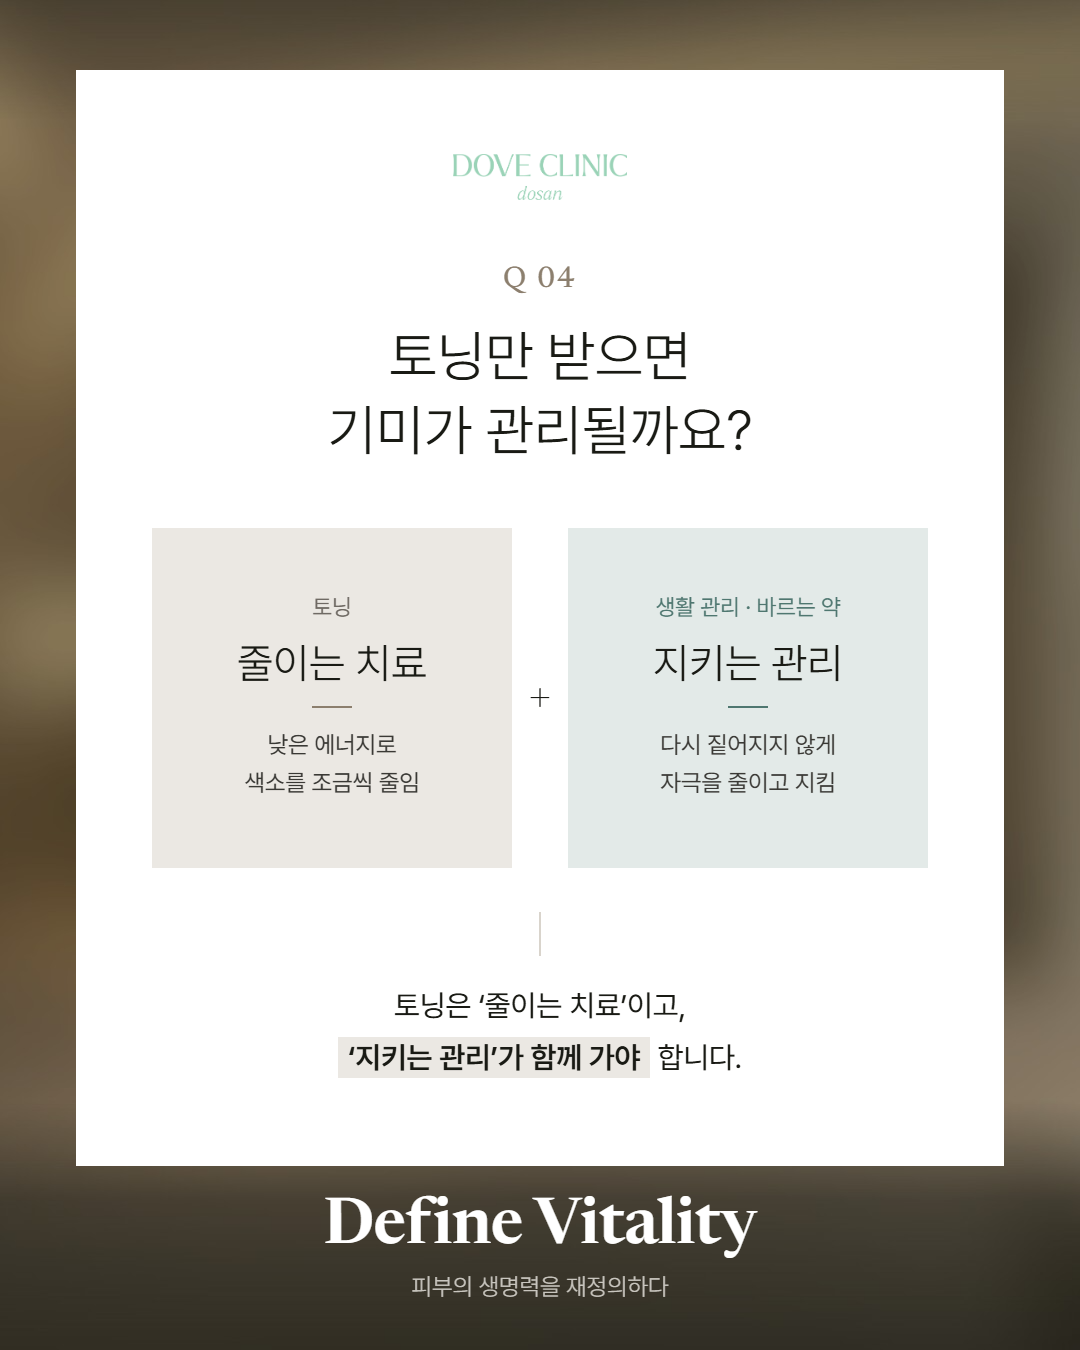 DOVE CLINIC
dosan
Q 04
토닝만 받으면
기미가 관리될까요?
토닝
줄이는 치료
낮은 에너지로
색소를 조금씩 줄임
+
생활 관리 · 바르는 약
지키는 관리
다시 짙어지지 않게
자극을 줄이고 지킴
토닝은 ‘줄이는 치료’이고,
‘지키는 관리’가 함께 가야 합니다.
Define Vitality
피부의 생명력을 재정의하다